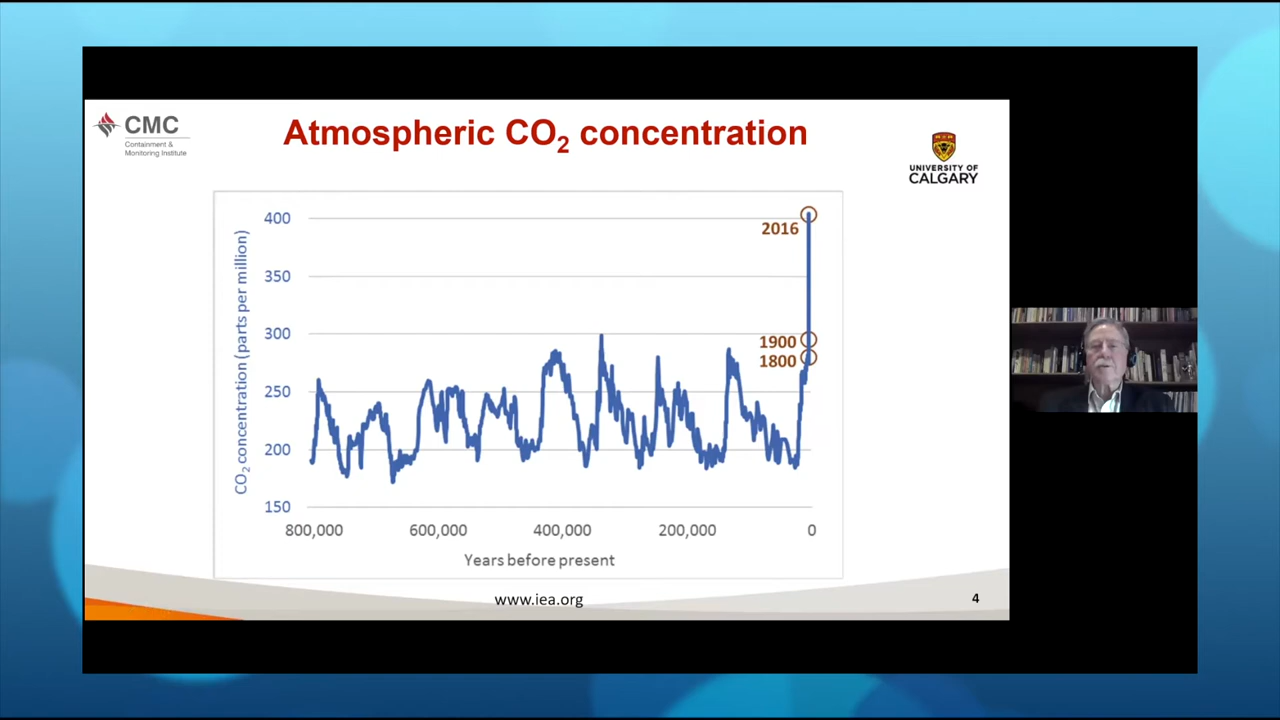 CMC
Containment &
Monitoring Institute
Atmospheric CO₂ concentration
UNIVERSITY OF
CALGARY
CO₂ concentration (parts per million)
400
350
300
250
200
150
2016
1900
1800
800,000 600,000 400,000 200,000 0
Years before present
www.iea.org
4